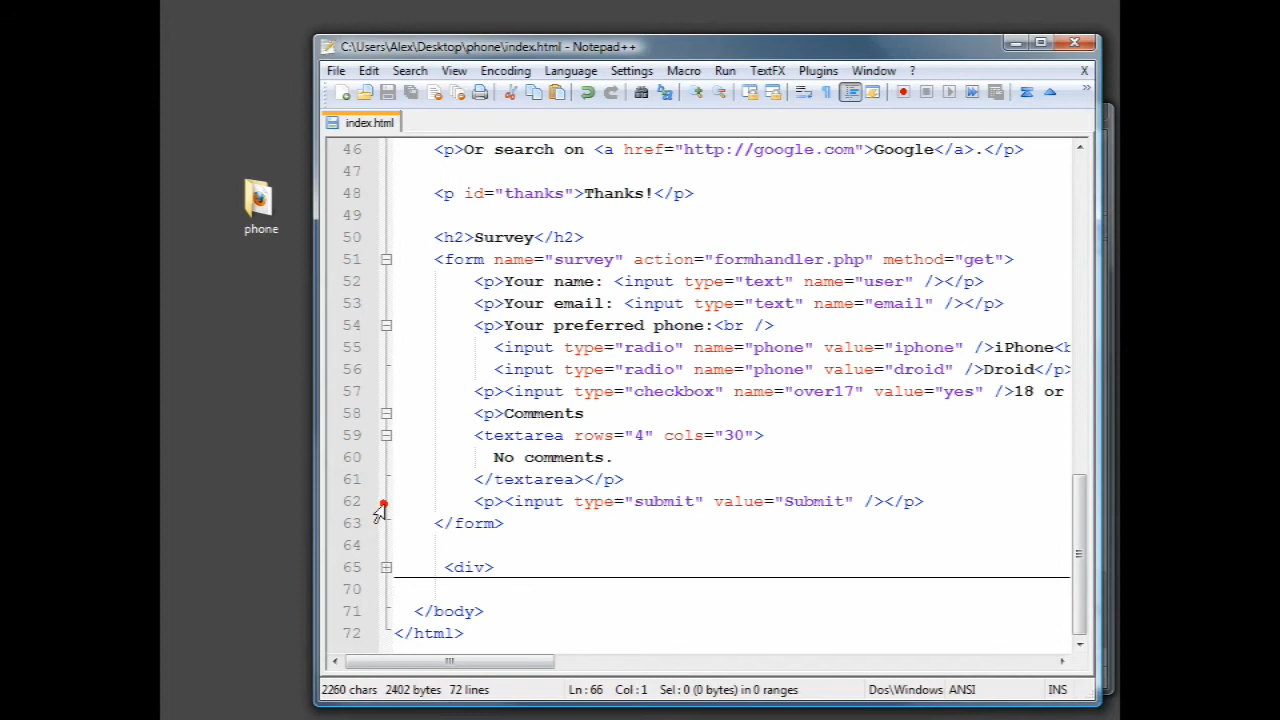 C:\Users\Alex\Desktop\phone\index.html - Notepad++
File Edit Search View Encoding Language Settings Macro Run TextFX Plugins Window ? X
index.html
46 <p>Or search on <a href="http://google.com">Google</a>.</p>
47
48 <p id="thanks">Thanks!</p>
49
50 <h2>Survey</h2>
51 <form name="survey" action="formhandler.php" method="get">
52 <p>Your name: <input type="text" name="user" /></p>
53 <p>Your email: <input type="text" name="email" /></p>
54 <p>Your preferred phone:<br />
55 <input type="radio" name="phone" value="iphone" />iPhone<b
56 <input type="radio" name="phone" value="droid" />Droid</p>
57 <p><input type="checkbox" name="over17" value="yes" />18 or
58 <p>Comments
59 <textarea rows="4" cols="30">
60 No comments.
61 </textarea></p>
62 <p><input type="submit" value="Submit" /></p>
63 </form>
64
65 <div>
70
71 </body>
72 </html>
2260 chars 2402 bytes 72 lines Ln : 66 Col : 1 Sel : 0 (0 bytes) in 0 ranges Dos\Windows ANSI INS
phone